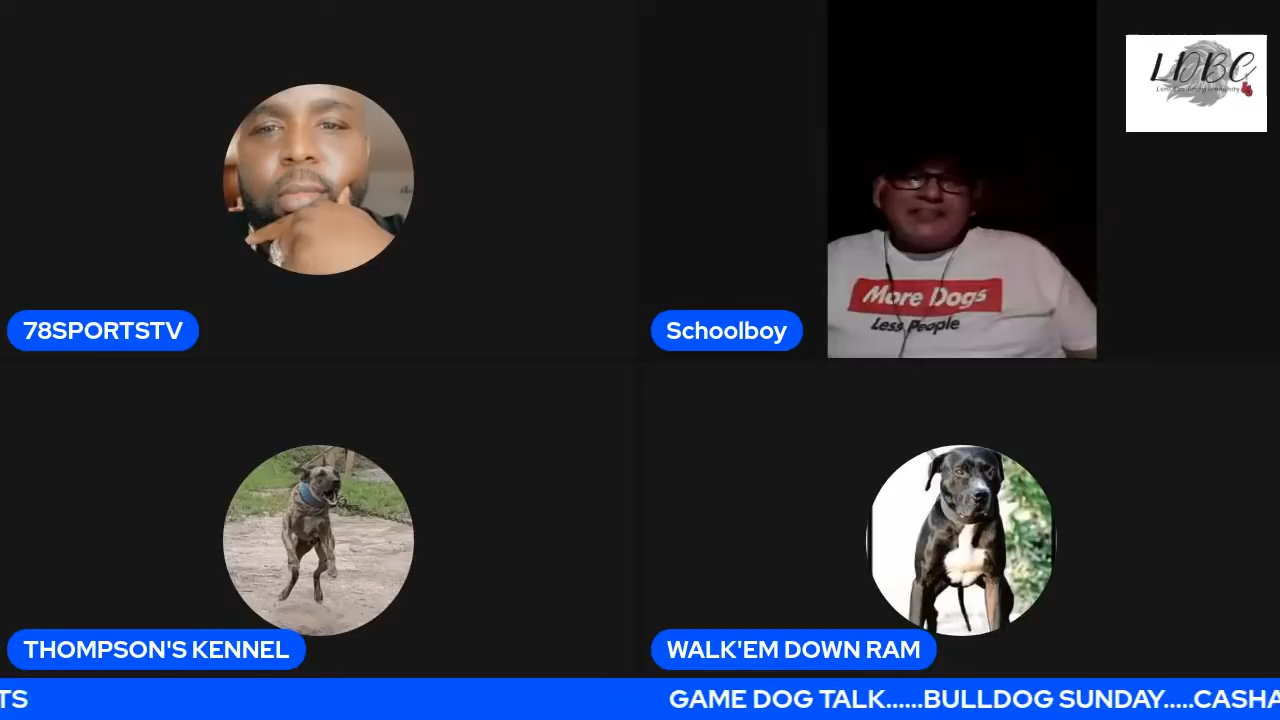 LDBC
78SPORTSTV
Schoolboy
More Dogs
Less People
THOMPSON'S KENNEL
WALK'EM DOWN RAM
TS
GAME DOG TALK......BULLDOG SUNDAY.....CASHA